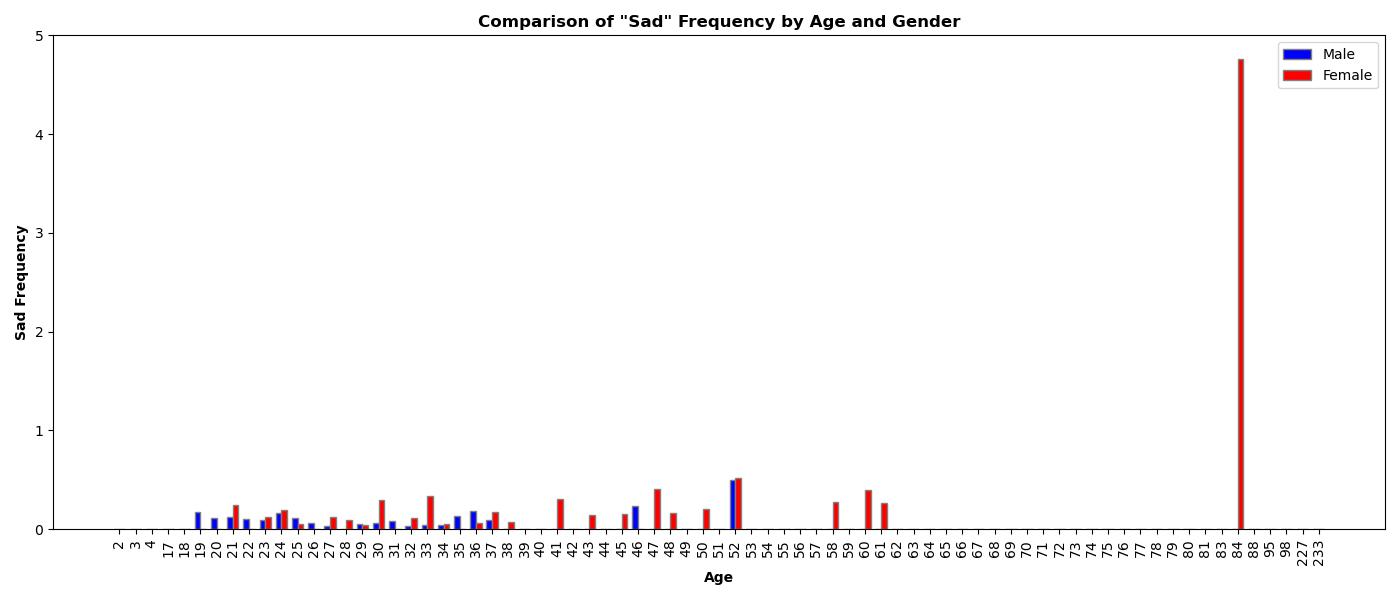 Comparison of "Sad" Frequency by Age and Gender
5
4
3
2
1
0
Sad Frequency
Male
Female
2 3 4 17 18 19 20 21 22 23 24 25 26 27 28 29 30 31 32 33 34 35 36 37 38 39 40 41 42 43 44 45 46 47 48 49 50 51 52 53 54 55 56 57 58 59 60 61 62 63 64 65 66 67 68 69 70 71 72 73 74 75 76 77 78 79 80 81 83 84 88 95 98 227 233
Age